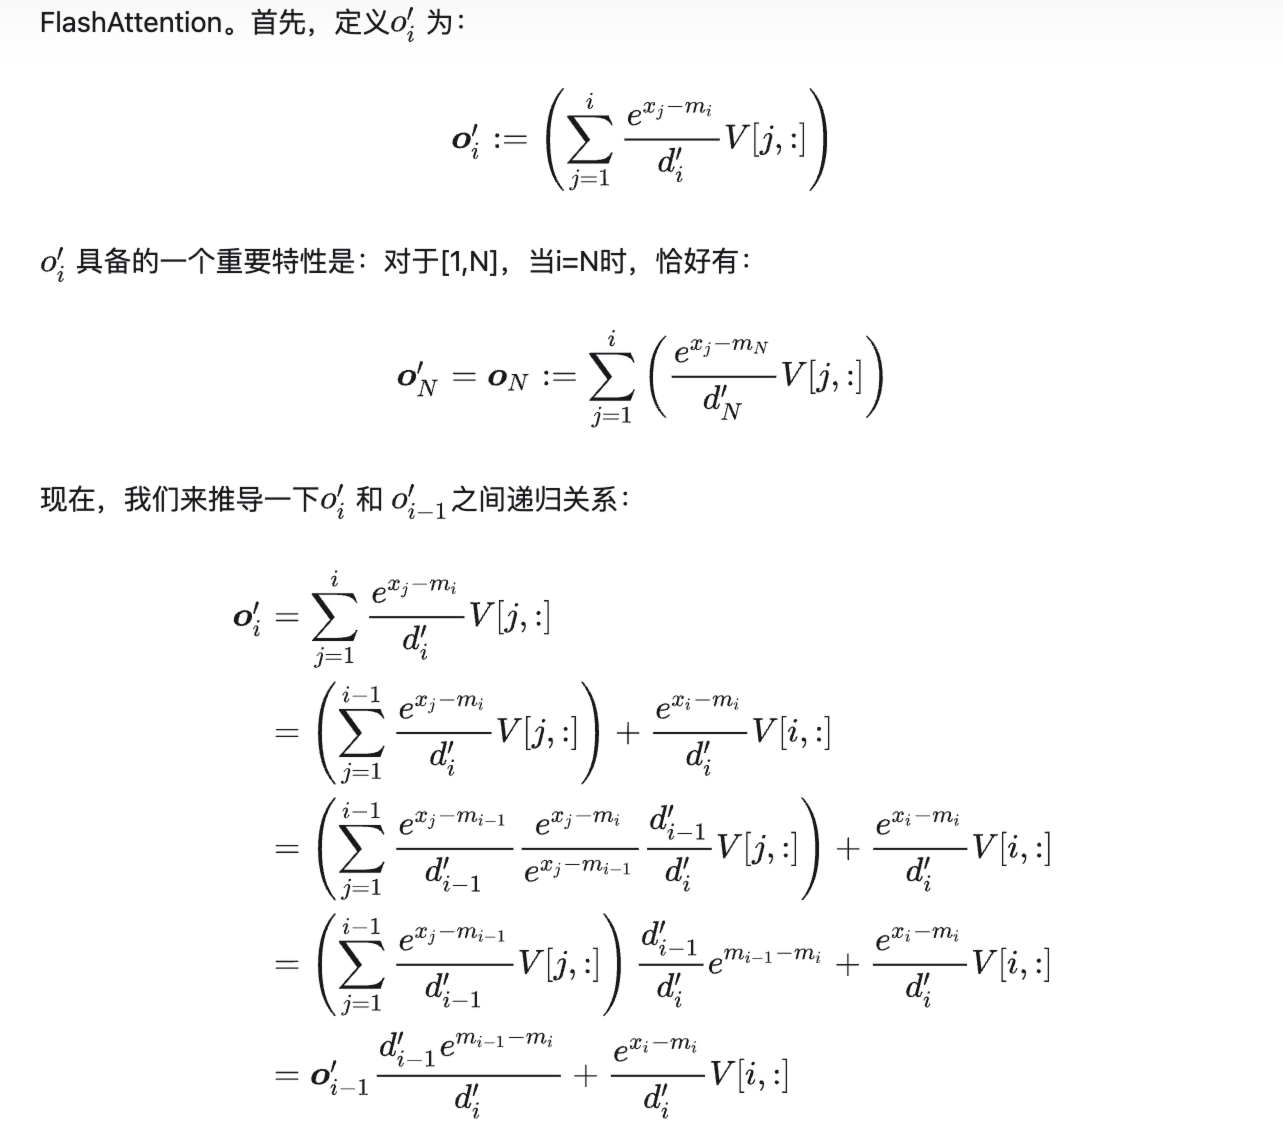 FlashAttention。首先，定义$o'_i$ 为：
$$\boldsymbol{o}'_i := \left(\sum_{j=1}^{i} \frac{e^{x_j-m_i}}{d'_i} V[j,:]\right)$$
$o'_i$ 具备的一个重要特性是：对于[1,N]，当i=N时，恰好有：
$$\boldsymbol{o}'_N = \boldsymbol{o}_N := \sum_{j=1}^{i} \left(\frac{e^{x_j-m_N}}{d'_N} V[j,:]\right)$$
现在，我们来推导一下$o'_i$ 和 $o'_{i-1}$ 之间递归关系：
$$\boldsymbol{o}'_i = \sum_{j=1}^{i} \frac{e^{x_j-m_i}}{d'_i} V[j,:]$$
$$= \left(\sum_{j=1}^{i-1} \frac{e^{x_j-m_i}}{d'_i} V[j,:]\right) + \frac{e^{x_i-m_i}}{d'_i} V[i,:]$$
$$= \left(\sum_{j=1}^{i-1} \frac{e^{x_j-m_{i-1}}}{d'_{i-1}} \frac{e^{x_j-m_i}}{e^{x_j-m_{i-1}}} \frac{d'_{i-1}}{d'_i} V[j,:]\right) + \frac{e^{x_i-m_i}}{d'_i} V[i,:]$$
$$= \left(\sum_{j=1}^{i-1} \frac{e^{x_j-m_{i-1}}}{d'_{i-1}} V[j,:]\right) \frac{d'_{i-1}}{d'_i} e^{m_{i-1}-m_i} + \frac{e^{x_i-m_i}}{d'_i} V[i,:]$$
$$= \boldsymbol{o}'_{i-1} \frac{d'_{i-1} e^{m_{i-1}-m_i}}{d'_i} + \frac{e^{x_i-m_i}}{d'_i} V[i,:]$$